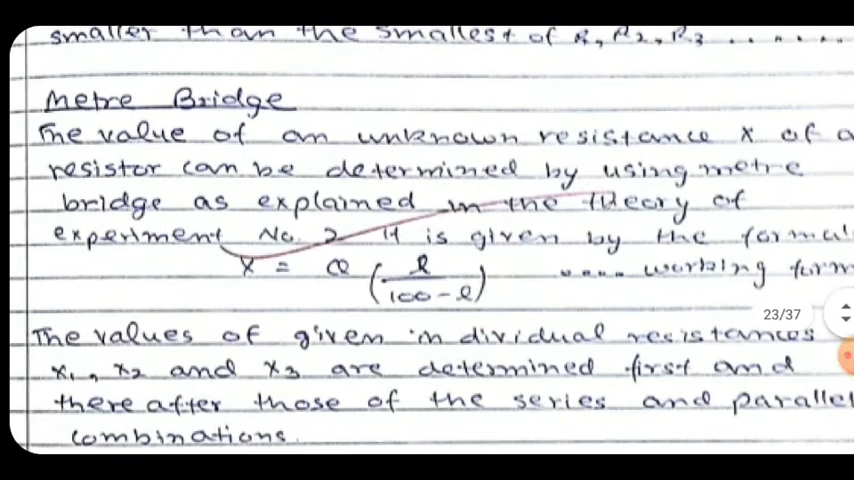 smaller than the smallest of R, R2, R3 .......
Metre Bridge
The value of an unknown resistance X of a
resistor can be determined by using metre
bridge as explained in the theory of
experiment No. 2 It is given by the formul
X = Q (l / 100 - l) .... working form
23/37
The values of given individual resistances
x1, x2 and x3 are determined first and
there after those of the series and parallel
combinations.